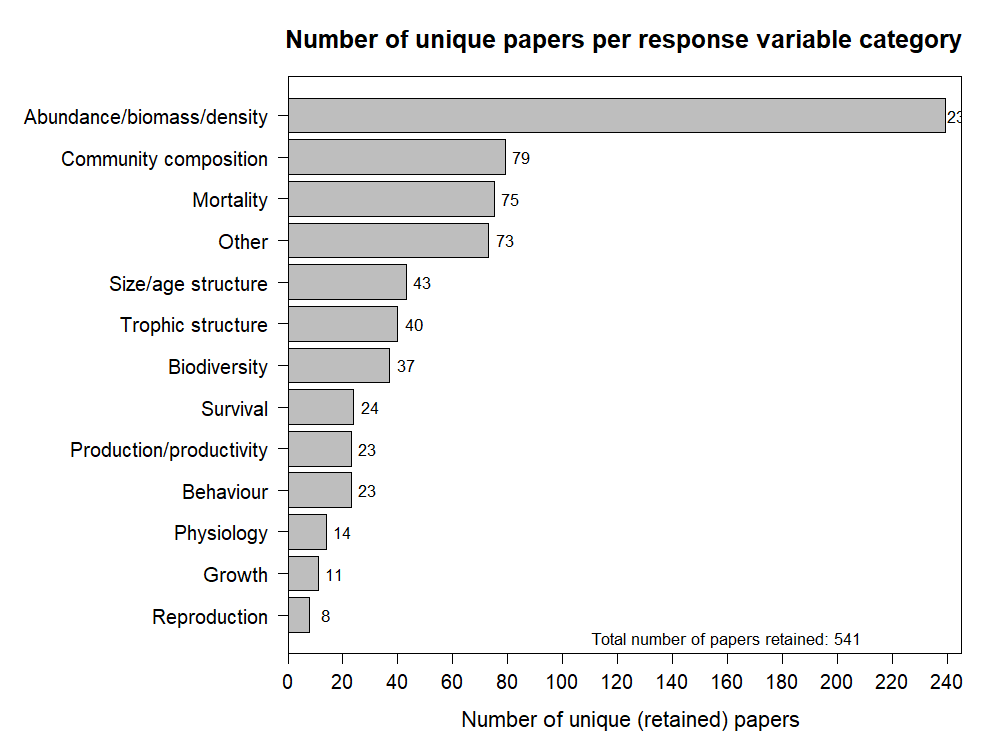 Number of unique papers per response variable category
Abundance/biomass/density
Community composition 79
Mortality 75
Other 73
Size/age structure 43
Trophic structure 40
Biodiversity 37
Survival 24
Production/productivity 23
Behaviour 23
Physiology 14
Growth 11
Reproduction 8
Total number of papers retained: 541
0 20 40 60 80 100 120 140 160 180 200 220 240
Number of unique (retained) papers